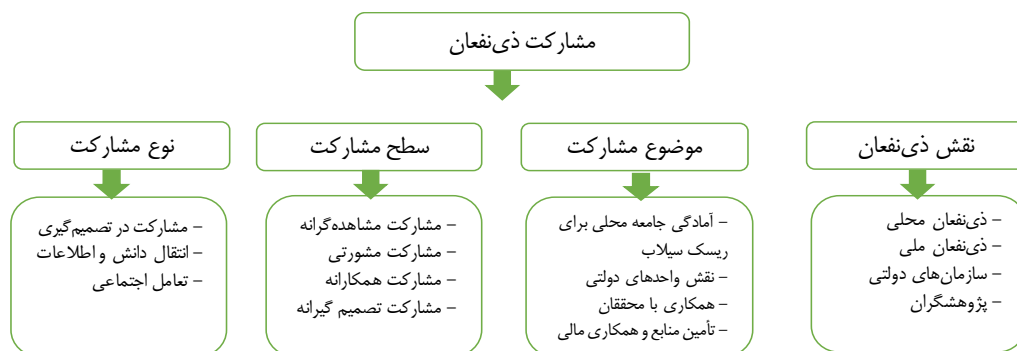 مشارکت ذی‌نفعان
نقش ذی‌نفعان
– ذی‌نفعان محلی
– ذی‌نفعان ملی
– سازمان‌های دولتی
– پژوهشگران
موضوع مشارکت
– آمادگی جامعه محلی برای
ریسک سیلاب
– نقش واحدهای دولتی
– همکاری با محققان
– تأمین منابع و همکاری مالی
سطح مشارکت
– مشارکت مشاهده‌گرانه
– مشارکت مشورتی
– مشارکت همکارانه
– مشارکت تصمیم گیرانه
نوع مشارکت
– مشارکت در تصمیم‌گیری
– انتقال دانش و اطلاعات
– تعامل اجتماعی